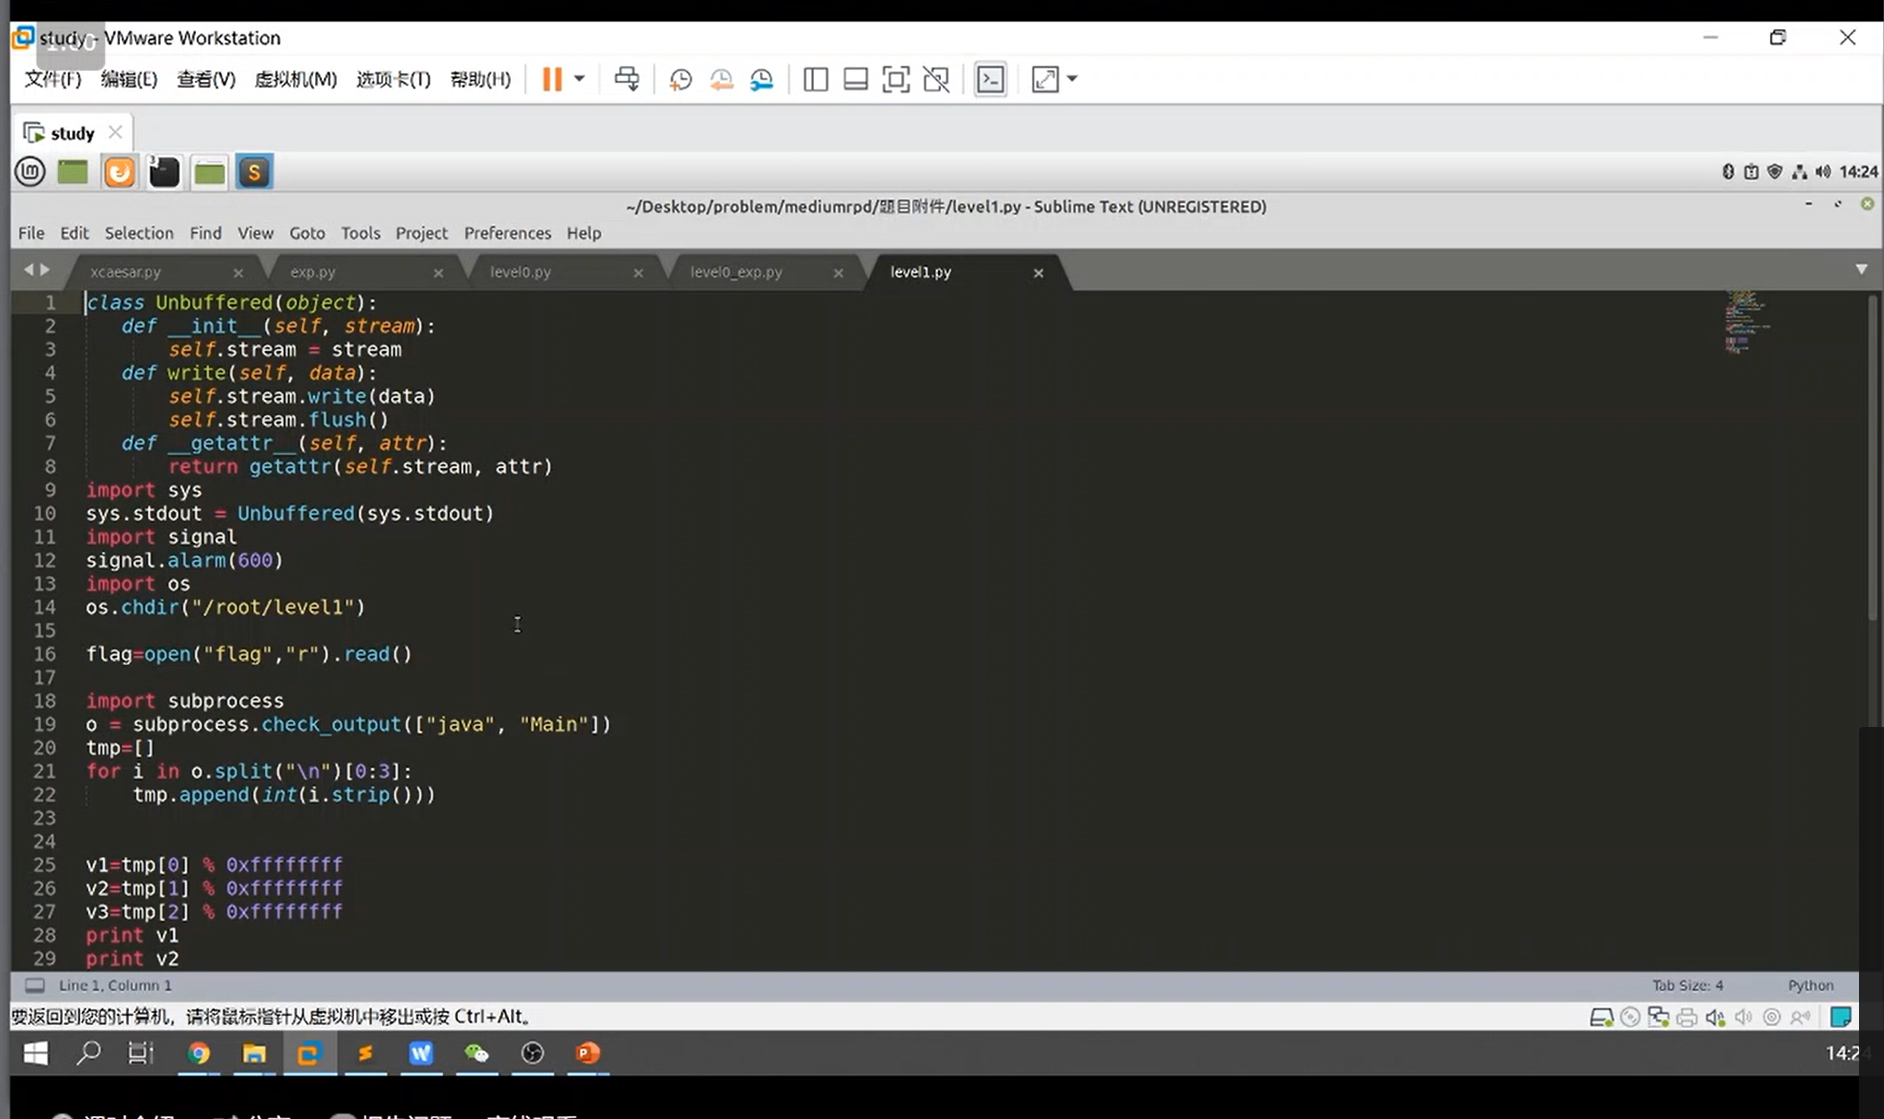 study - VMware Workstation
文件(F) 编辑(E) 查看(V) 虚拟机(M) 选项卡(T) 帮助(H)
study
14:24
~/Desktop/problem/mediumrpd/题目附件/level1.py - Sublime Text (UNREGISTERED)
File Edit Selection Find View Goto Tools Project Preferences Help
xcaesar.py exp.py level0.py level0_exp.py level1.py
1 class Unbuffered(object):
2 def __init__(self, stream):
3 self.stream = stream
4 def write(self, data):
5 self.stream.write(data)
6 self.stream.flush()
7 def __getattr__(self, attr):
8 return getattr(self.stream, attr)
9 import sys
10 sys.stdout = Unbuffered(sys.stdout)
11 import signal
12 signal.alarm(600)
13 import os
14 os.chdir("/root/level1")
15
16 flag=open("flag","r").read()
17
18 import subprocess
19 o = subprocess.check_output(["java", "Main"])
20 tmp=[]
21 for i in o.split("\n")[0:3]:
22 tmp.append(int(i.strip()))
23
24
25 v1=tmp[0] % 0xffffffff
26 v2=tmp[1] % 0xffffffff
27 v3=tmp[2] % 0xffffffff
28 print v1
29 print v2
Line 1, Column 1 Tab Size: 4 Python
要返回到您的计算机，请将鼠标指针从虚拟机中移出或按 Ctrl+Alt。
14:24